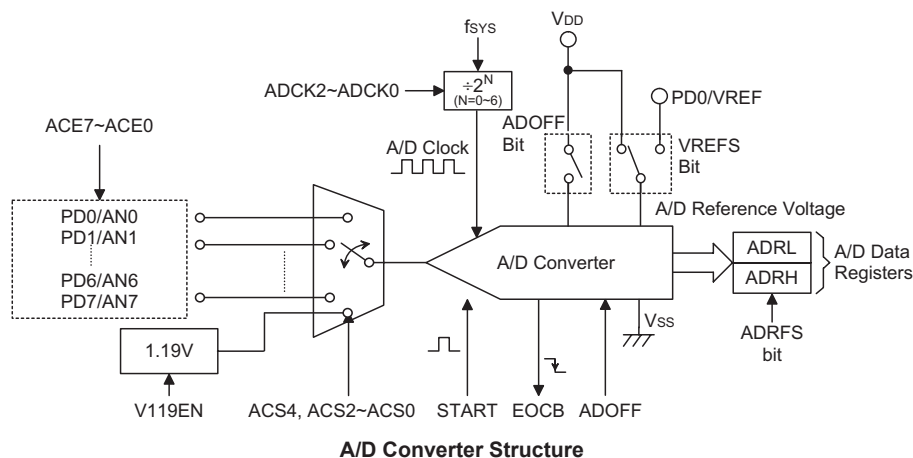 fSYS
VDD
ADCK2~ADCK0
÷2^N
(N=0~6)
PD0/VREF
ACE7~ACE0
A/D Clock
ADOFF
Bit
VREFS
Bit
PD0/AN0
PD1/AN1
PD6/AN6
PD7/AN7
A/D Reference Voltage
A/D Converter
ADRL
ADRH
A/D Data
Registers
1.19V
VSS
ADRFS
bit
V119EN
ACS4, ACS2~ACS0
START
EOCB
ADOFF
A/D Converter Structure